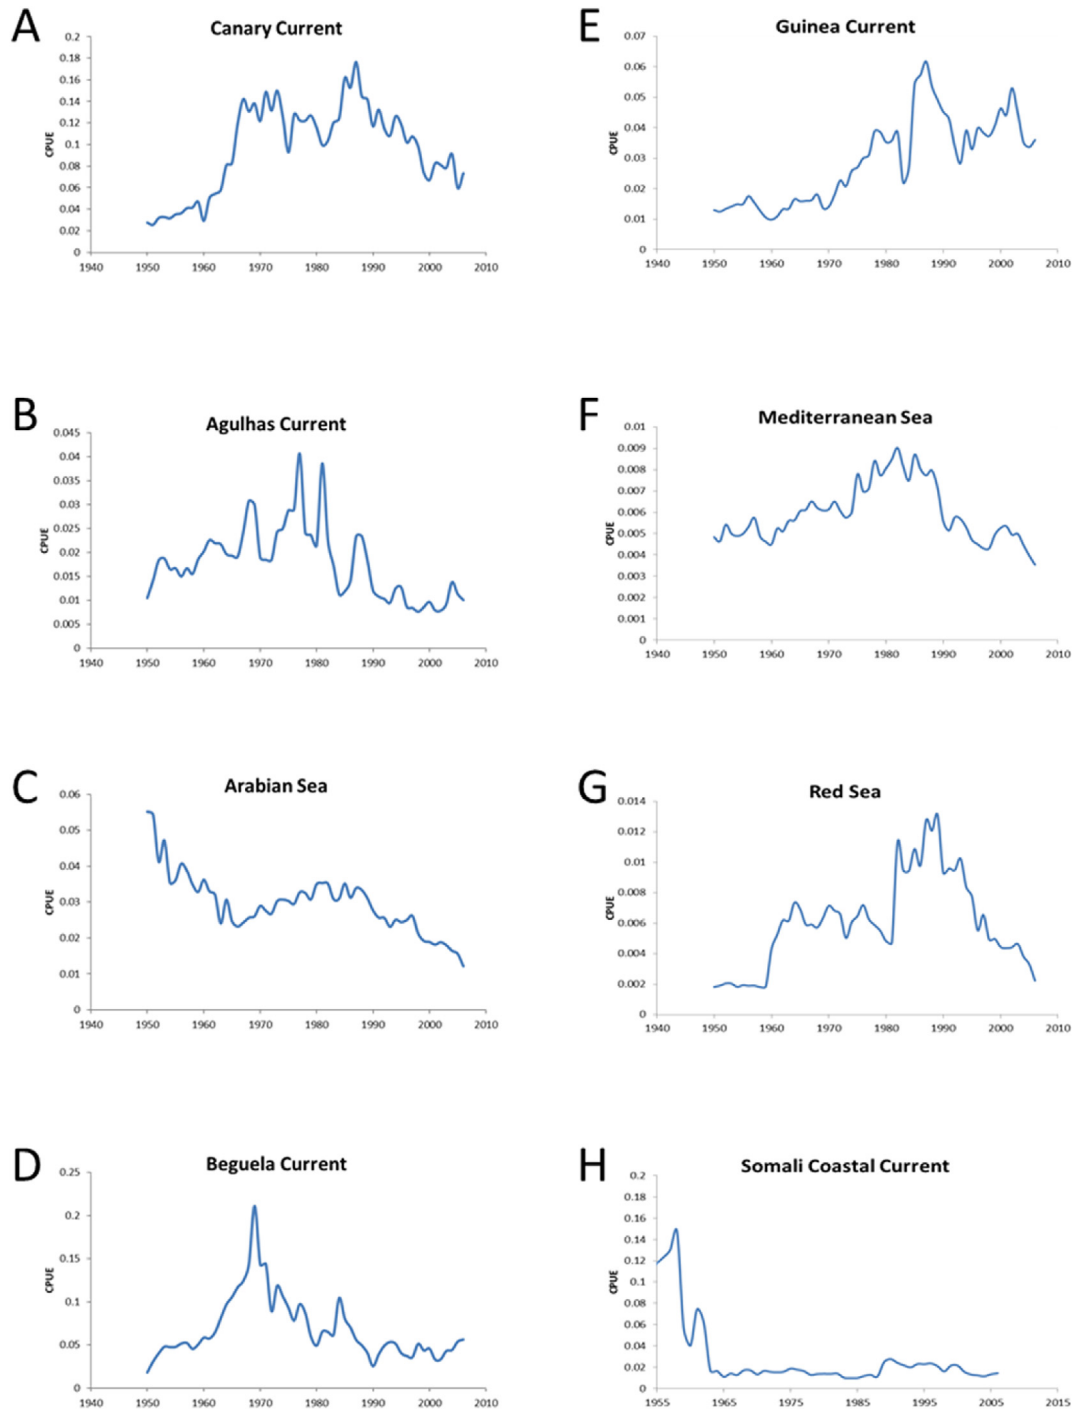 A
Canary Current
0.2
0.18
0.16
0.14
0.12
0.1
0.08
0.06
0.04
0.02
0
CPUE
1940 1950 1960 1970 1980 1990 2000 2010
E
Guinea Current
0.07
0.06
0.05
0.04
0.03
0.02
0.01
0
CPUE
1940 1950 1960 1970 1980 1990 2000 2010
B
Agulhas Current
0.045
0.04
0.035
0.03
0.025
0.02
0.015
0.01
0.005
0
CPUE
1940 1950 1960 1970 1980 1990 2000 2010
F
Mediterranean Sea
0.01
0.009
0.008
0.007
0.006
0.005
0.004
0.003
0.002
0.001
0
CPUE
1940 1950 1960 1970 1980 1990 2000 2010
C
Arabian Sea
0.06
0.05
0.04
0.03
0.02
0.01
0
CPUE
1940 1950 1960 1970 1980 1990 2000 2010
G
Red Sea
0.014
0.012
0.01
0.008
0.006
0.004
0.002
0
CPUE
1940 1950 1960 1970 1980 1990 2000 2010
D
Beguela Current
0.25
0.2
0.15
0.1
0.05
0
CPUE
1940 1950 1960 1970 1980 1990 2000 2010
H
Somali Coastal Current
0.2
0.18
0.16
0.14
0.12
0.1
0.08
0.06
0.04
0.02
0
CPUE
1955 1965 1975 1985 1995 2005 2015